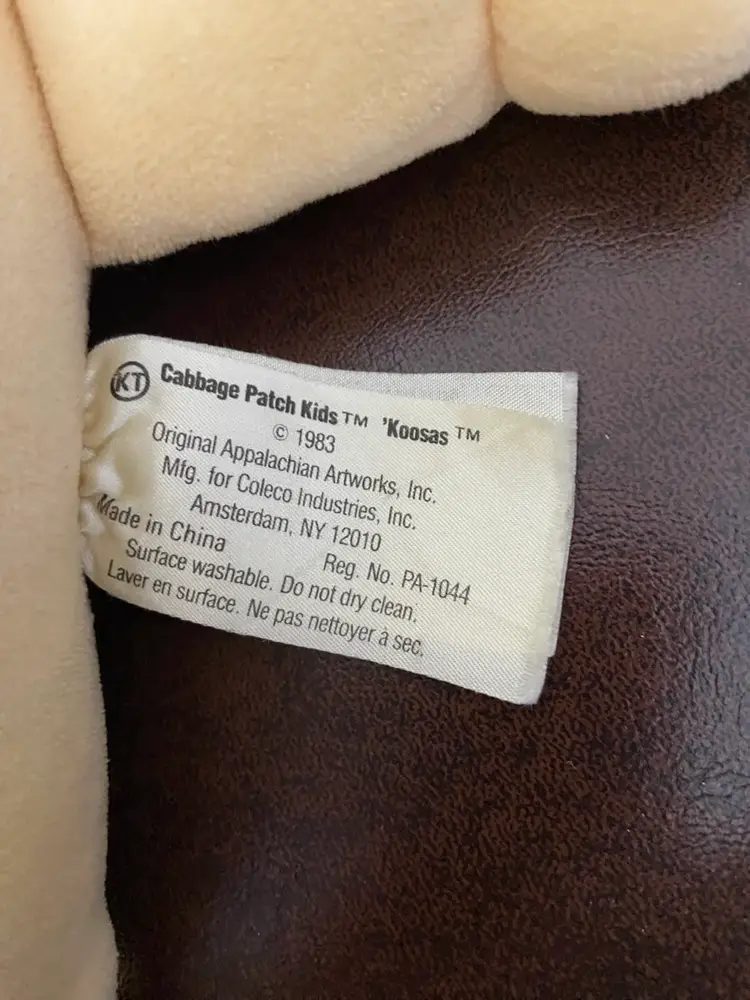 KT Cabbage Patch Kids™ 'Koosas™
© 1983
Original Appalachian Artworks, Inc.
Mfg. for Coleco Industries, Inc.
Amsterdam, NY 12010
Made in China Reg. No. PA-1044
Surface washable. Do not dry clean.
Laver en surface. Ne pas nettoyer à sec.